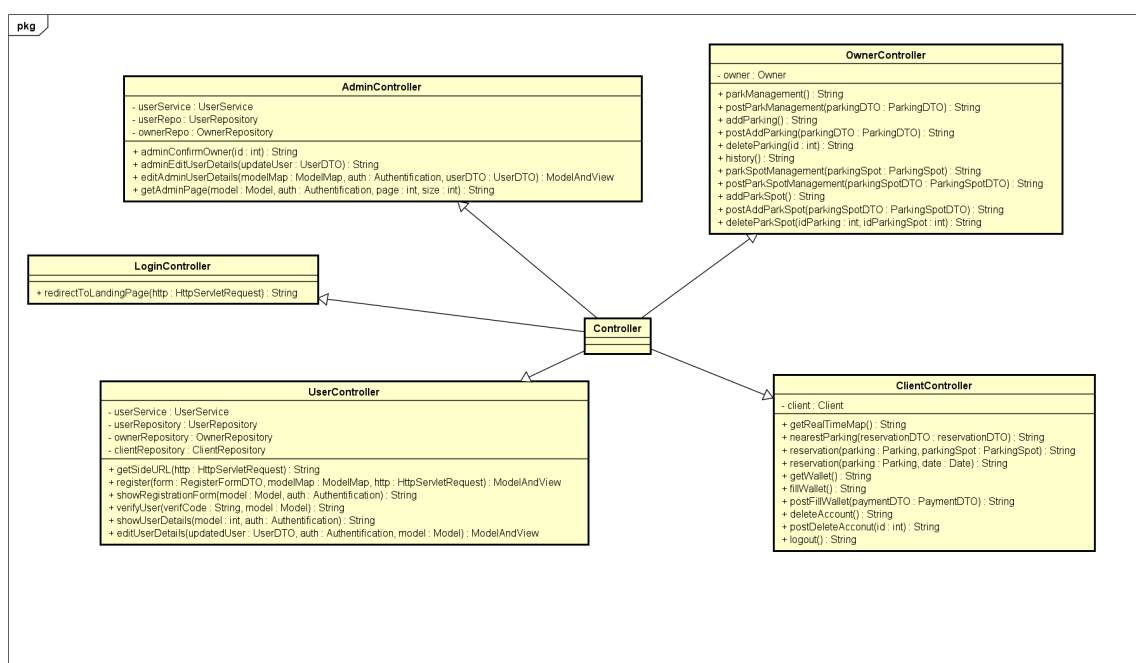 pkg
AdminController
- userService : UserService
- userRepo : UserRepository
- ownerRepo : OwnerRepository
+ adminConfirmOwner(id : int) : String
+ adminEditUserDetails(updateUser : UserDTO) : String
+ editAdminUserDetails(modelMap : ModelMap, auth : Authentification, userDTO : UserDTO) : ModelAndView
+ getAdminPage(model : Model, auth : Authentification, page : int, size : int) : String
OwnerController
- owner : Owner
+ parkManagement() : String
+ postParkManagement(parkingDTO : ParkingDTO) : String
+ addParking() : String
+ postAddParking(parkingDTO : ParkingDTO) : String
+ deleteParking(id : int) : String
+ history() : String
+ parkSpotManagement(parkingSpot : ParkingSpot) : String
+ postParkSpotManagement(parkingSpotDTO : ParkingSpotDTO) : String
+ addParkSpot() : String
+ postAddParkSpot(parkingSpotDTO : ParkingSpotDTO) : String
+ deleteParkSpot(idParking : int, idParkingSpot : int) : String
LoginController
+ redirectToLandingPage(http : HttpServletRequest) : String
Controller
UserController
- userService : UserService
- userRepository : UserRepository
- ownerRepository : OwnerRepository
- clientRepository : ClientRepository
+ getSideURL(http : HttpServletRequest) : String
+ register(form : RegisterFormDTO, modelMap : ModelMap, http : HttpServletRequest) : ModelAndView
+ showRegistrationForm(model : Model, auth : Authentification) : String
+ verifyUser(verifCode : String, model : Model) : String
+ showUserDetails(model : int, auth : Authentification) : String
+ editUserDetails(updatedUser : UserDTO, auth : Authentification, model : Model) : ModelAndView
ClientController
- client : Client
+ getRealTimeMap() : String
+ nearestParking(reservationDTO : reservationDTO) : String
+ reservation(parking : Parking, parkingSpot : ParkingSpot) : String
+ reservation(parking : Parking, date : Date) : String
+ getWallet() : String
+ fillWallet() : String
+ postFillWallet(paymentDTO : PaymentDTO) : String
+ deleteAccount() : String
+ postDeleteAcconut(id : int) : String
+ logout() : String